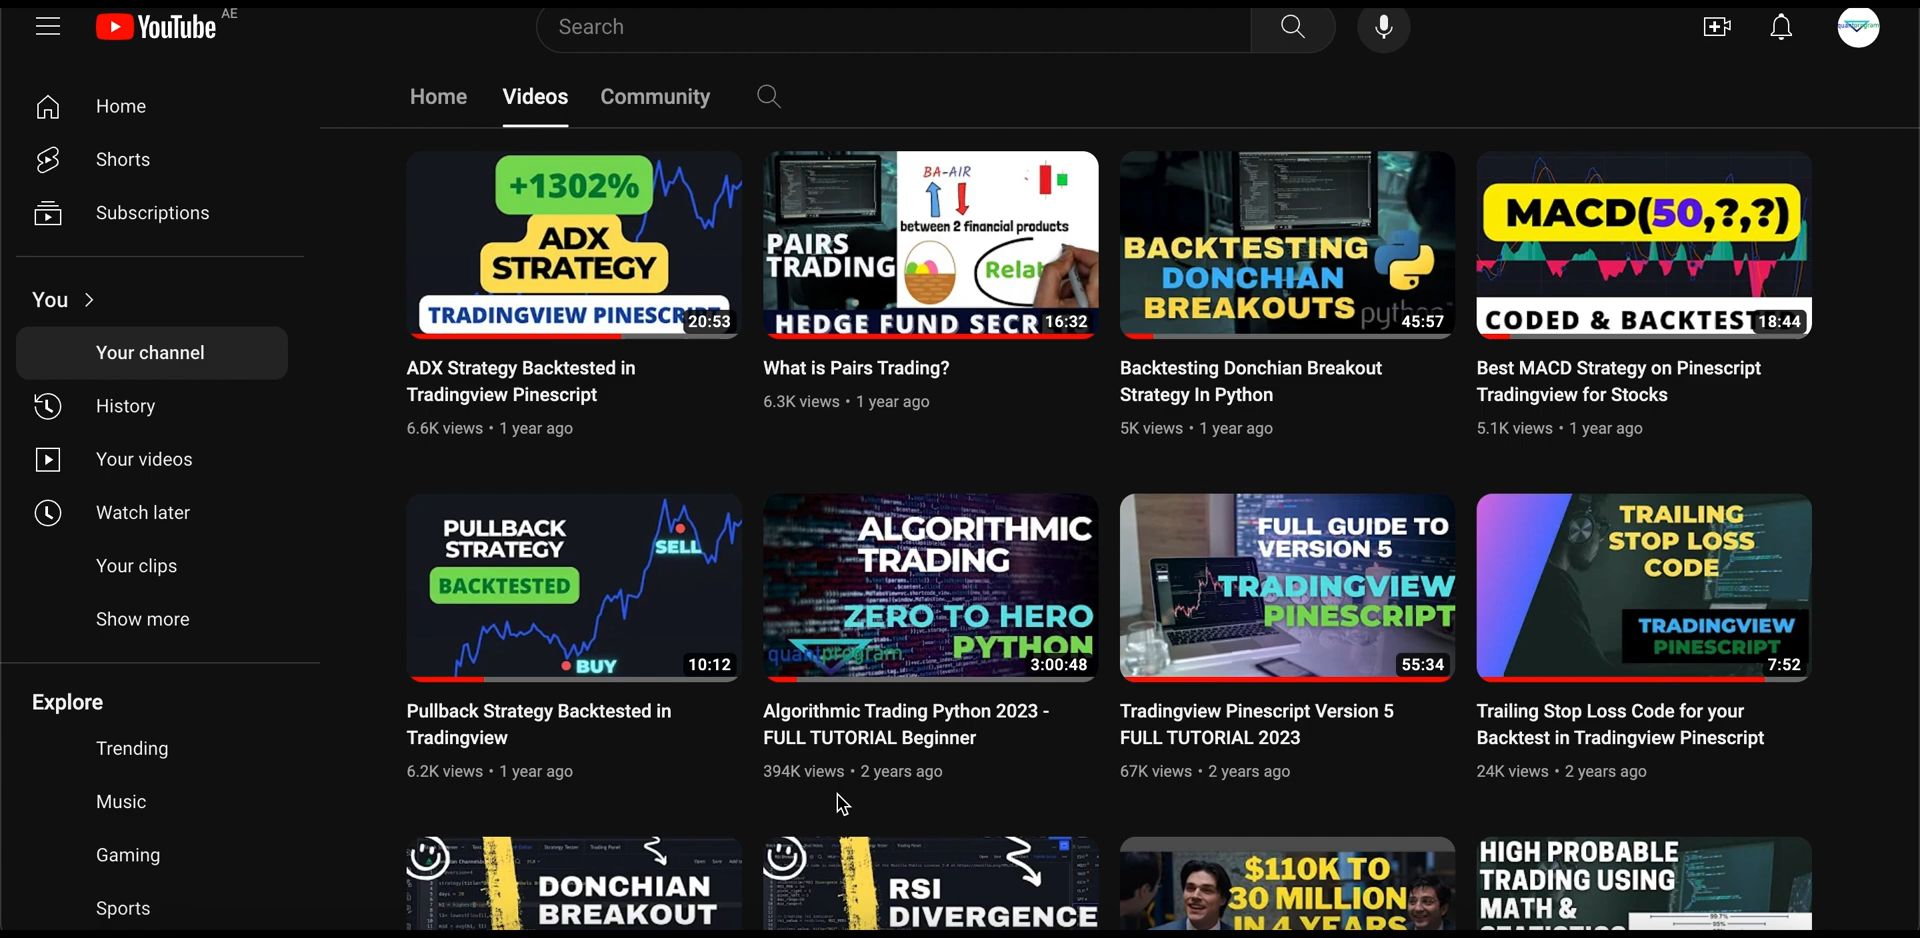 YouTube AE
Search
Home
Shorts
Subscriptions
You
Your channel
History
Your videos
Watch later
Your clips
Show more
Explore
Trending
Music
Gaming
Sports
Home Videos Community
+1302%
ADX
STRATEGY
TRADINGVIEW PINESCR
20:53
ADX Strategy Backtested in
Tradingview Pinescript
6.6K views • 1 year ago
BA-AIR
between 2 financial products
PAIRS
TRADING
Relat
HEDGE FUND SECR
16:32
What is Pairs Trading?
6.3K views • 1 year ago
BACKTESTING
DONCHIAN
BREAKOUTS
45:57
Backtesting Donchian Breakout
Strategy In Python
5K views • 1 year ago
MACD(50,?,?)
CODED & BACKTEST
18:44
Best MACD Strategy on Pinescript
Tradingview for Stocks
5.1K views • 1 year ago
PULLBACK
STRATEGY
BACKTESTED
SELL
BUY
10:12
Pullback Strategy Backtested in
Tradingview
6.2K views • 1 year ago
ALGORITHMIC
TRADING
ZERO TO HERO
PYTHON
quantprogram
3:00:48
Algorithmic Trading Python 2023 -
FULL TUTORIAL Beginner
394K views • 2 years ago
FULL GUIDE TO
VERSION 5
TRADINGVIEW
PINESCRIPT
55:34
Tradingview Pinescript Version 5
FULL TUTORIAL 2023
67K views • 2 years ago
TRAILING
STOP LOSS
CODE
TRADINGVIEW
PINESCRIPT
7:52
Trailing Stop Loss Code for your
Backtest in Tradingview Pinescript
24K views • 2 years ago
DONCHIAN
BREAKOUT
RSI
DIVERGENCE
$110K TO
30 MILLION
IN 4 YEARS
HIGH PROBABLE
TRADING USING
MATH &
STATISTICS